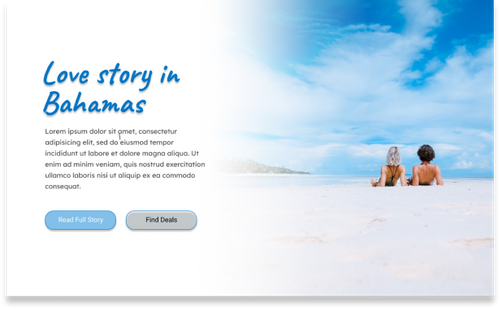 Love story in
Bahamas
Lorem ipsum dolor sit amet, consectetur
adipisicing elit, sed do eiusmod tempor
incididunt ut labore et dolore magna aliqua. Ut
enim ad minim veniam, quis nostrud exercitation
ullamco laboris nisi ut aliquip ex ea commodo
consequat.
Read Full Story
Find Deals